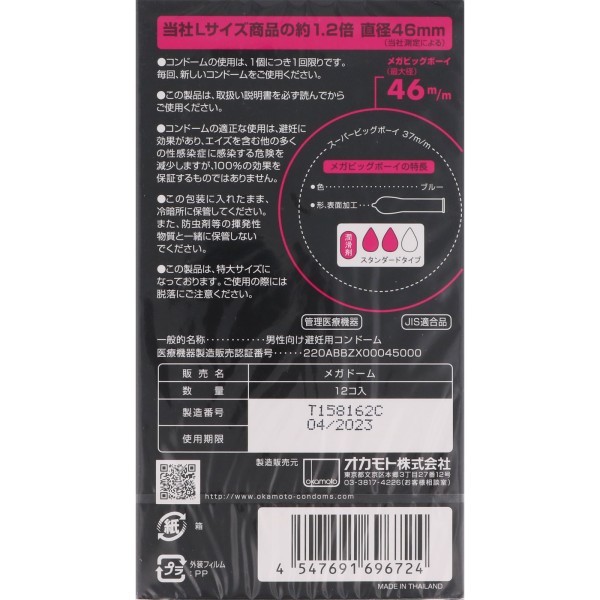 当社Lサイズ商品の約1.2倍 直径46mm
(当社測定による)
●コンドームの使用は、1個につき1回限りです。
毎回、新しいコンドームをご使用ください。
●この製品は、取扱い説明書を必ず読んでから
ご使用ください。
●コンドームの適正な使用は、避妊に
効果があり、エイズを含む他の多く
の性感染症に感染する危険を
減少しますが、100%の効果を
保証するものではありません。
●この包装に入れたまま、
冷暗所に保管してください。
また、防虫剤等の揮発性
物質と一緒に保管しない
でください。
●この製品は、特大サイズに
なっております。ご使用の際には
脱落にご注意ください。
メガビッグボーイ
(最大径)
46m/m
スーパービッグボーイ 37m/m
メガビッグボーイの特長
●色 ブルー
●形、表面加工
潤滑剤
スタンダードタイプ
管理医療機器
JIS適合品
一般的名称…………男性向け避妊用コンドーム
医療機器製造販売認証番号……220ABBZX00045000
販売名 メガドーム
数量 12コ入
製造番号 T158162C
使用期限 04/2023
製造販売元
okamoto
オカモト株式会社
東京都文京区本郷3丁目27番12号
03-3817-4226(お客様相談室)
http://www.okamoto-condoms.com/
紙 箱
プラ 外装フィルム
:PP
4 547691 696724
MADE IN THAILAND